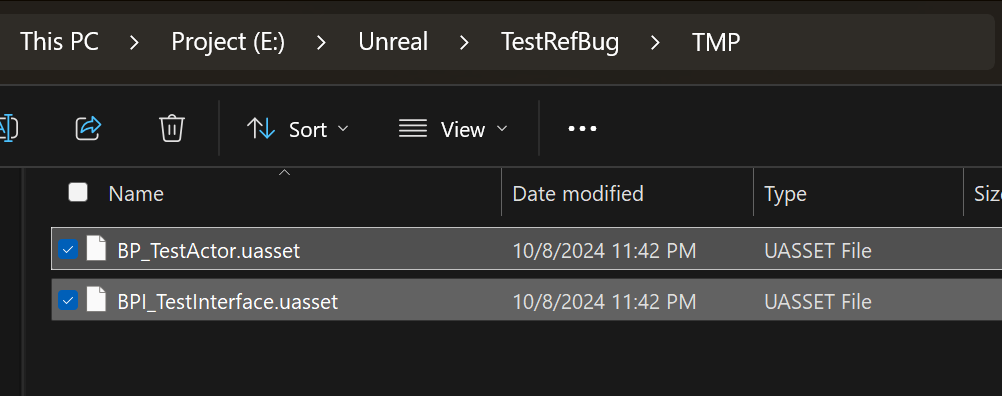 This PC > Project (E:) > Unreal > TestRefBug > TMP
Sort View
Name Date modified Type Siz
BP_TestActor.uasset 10/8/2024 11:42 PM UASSET File
BPI_TestInterface.uasset 10/8/2024 11:42 PM UASSET File